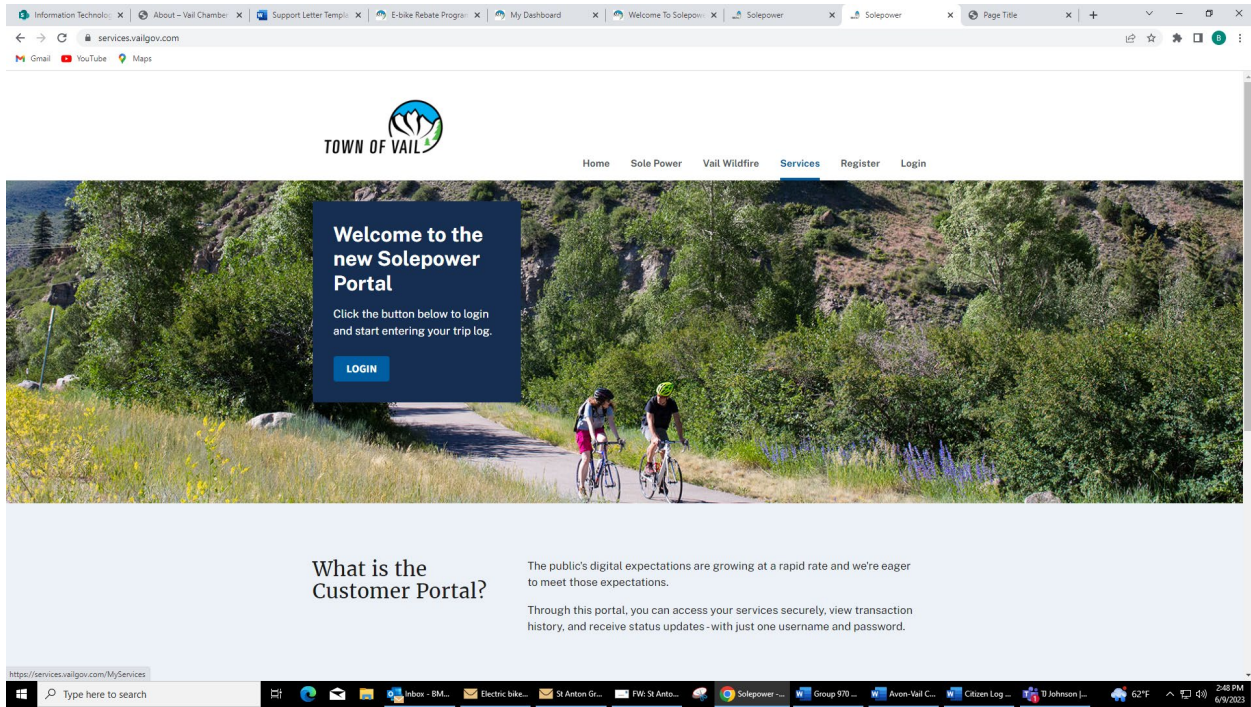 Information Technolog
About – Vail Chamber
Support Letter Templa
E-bike Rebate Program
My Dashboard
Welcome To Solepowe
Solepower
Solepower
Page Title
services.vailgov.com
B
Gmail
YouTube
Maps
TOWN OF VAIL
Home
Sole Power
Vail Wildfire
Services
Register
Login
Welcome to the
new Solepower
Portal
Click the button below to login
and start entering your trip log.
LOGIN
What is the
Customer Portal?
The public's digital expectations are growing at a rapid rate and we're eager
to meet those expectations.
Through this portal, you can access your services securely, view transaction
history, and receive status updates - with just one username and password.
https://services.vailgov.com/MyServices
Type here to search
Inbox - BM...
Electric bike...
St Anton Gr...
FW: St Anto...
Solepower -...
Group 970 ...
Avon-Vail C...
Citizen Log ...
TJ Johnson |...
62°F
2:48 PM
6/9/2023